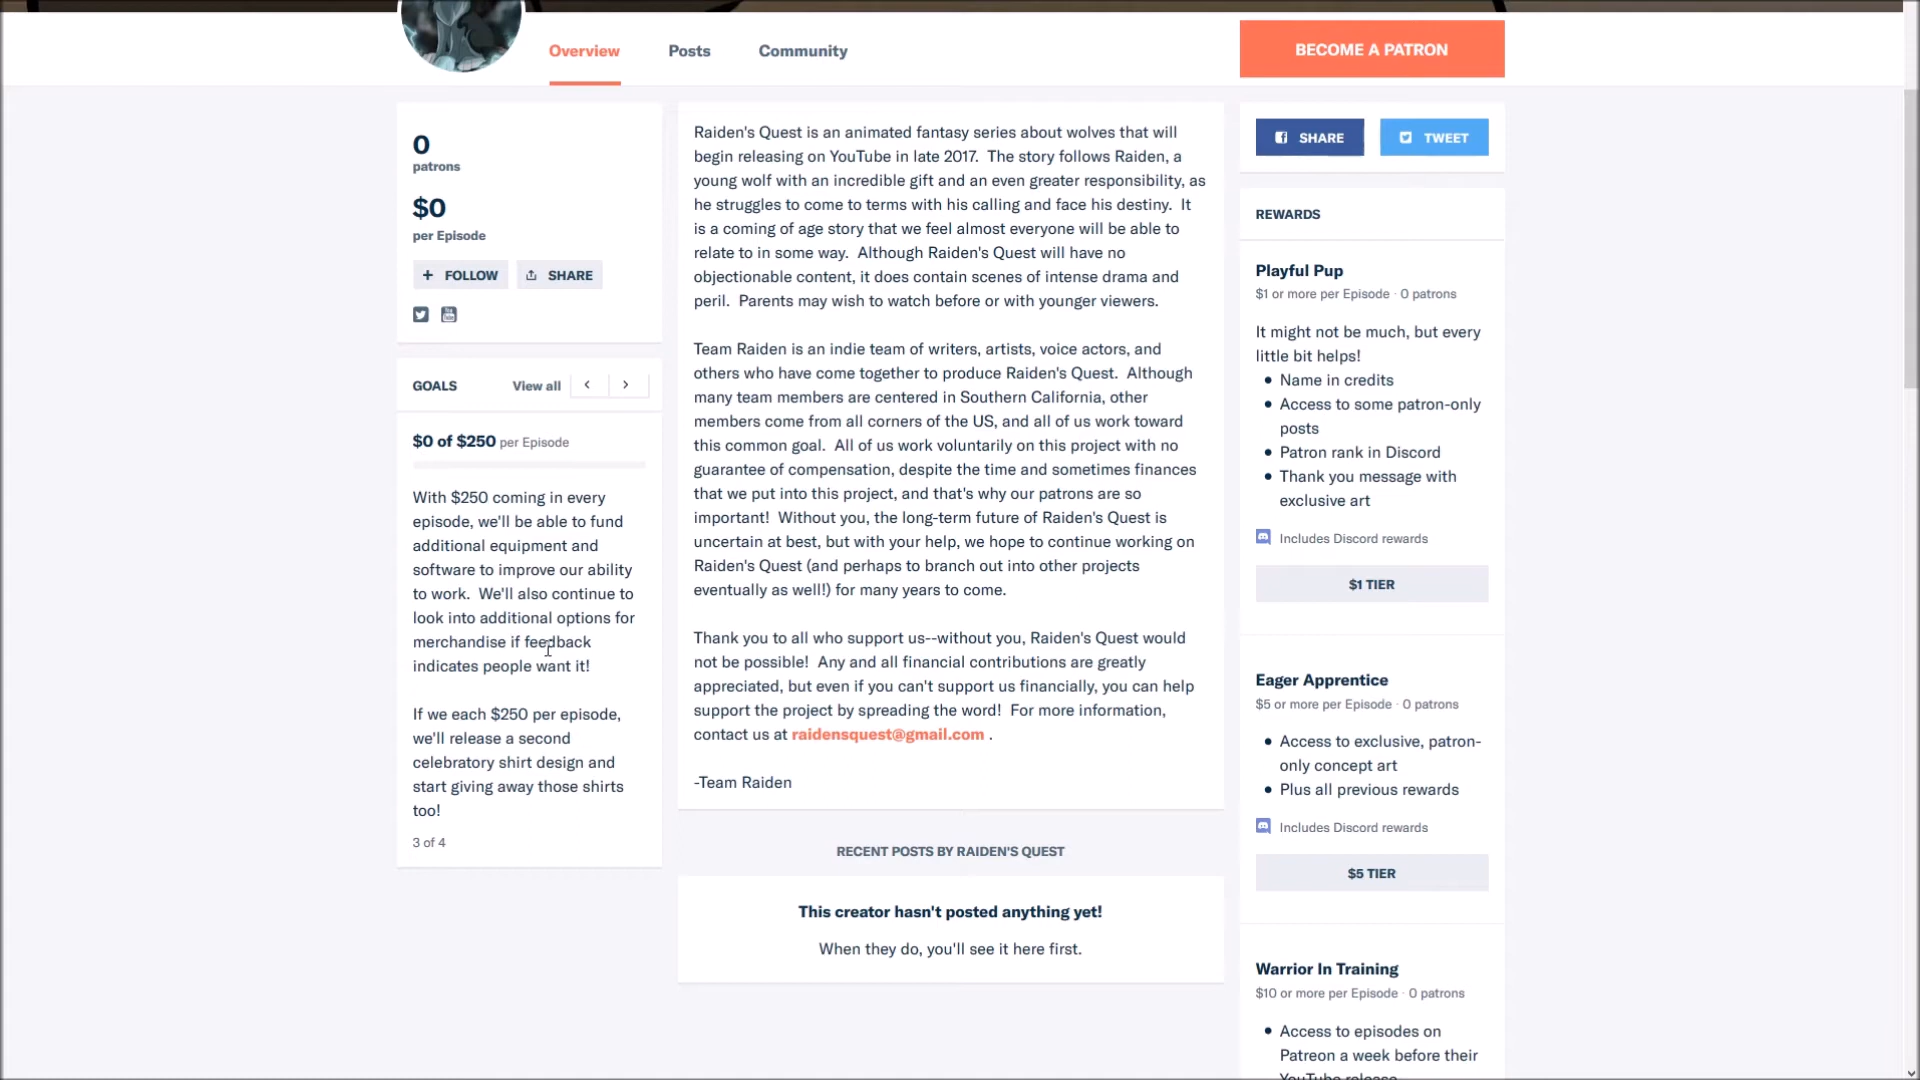 Overview
Posts
Community
BECOME A PATRON
0
patrons
$0
per Episode
+ FOLLOW
SHARE
GOALS
View all
$0 of $250 per Episode
With $250 coming in every
episode, we'll be able to fund
additional equipment and
software to improve our ability
to work.  We'll also continue to
look into additional options for
merchandise if feedback
indicates people want it!
If we each $250 per episode,
we'll release a second
celebratory shirt design and
start giving away those shirts
too!
3 of 4
Raiden's Quest is an animated fantasy series about wolves that will
begin releasing on YouTube in late 2017.  The story follows Raiden, a
young wolf with an incredible gift and an even greater responsibility, as
he struggles to come to terms with his calling and face his destiny.  It
is a coming of age story that we feel almost everyone will be able to
relate to in some way.  Although Raiden's Quest will have no
objectionable content, it does contain scenes of intense drama and
peril.  Parents may wish to watch before or with younger viewers.
Team Raiden is an indie team of writers, artists, voice actors, and
others who have come together to produce Raiden's Quest.  Although
many team members are centered in Southern California, other
members come from all corners of the US, and all of us work toward
this common goal.  All of us work voluntarily on this project with no
guarantee of compensation, despite the time and sometimes finances
that we put into this project, and that's why our patrons are so
important!  Without you, the long-term future of Raiden's Quest is
uncertain at best, but with your help, we hope to continue working on
Raiden's Quest (and perhaps to branch out into other projects
eventually as well!) for many years to come.
Thank you to all who support us--without you, Raiden's Quest would
not be possible!  Any and all financial contributions are greatly
appreciated, but even if you can't support us financially, you can help
support the project by spreading the word!  For more information,
contact us at raidensquest@gmail.com .
-Team Raiden
RECENT POSTS BY RAIDEN'S QUEST
This creator hasn't posted anything yet!
When they do, you'll see it here first.
SHARE
TWEET
REWARDS
Playful Pup
$1 or more per Episode · 0 patrons
It might not be much, but every
little bit helps!
• Name in credits
• Access to some patron-only
posts
• Patron rank in Discord
• Thank you message with
exclusive art
Includes Discord rewards
$1 TIER
Eager Apprentice
$5 or more per Episode · 0 patrons
• Access to exclusive, patron-
only concept art
• Plus all previous rewards
Includes Discord rewards
$5 TIER
Warrior In Training
$10 or more per Episode · 0 patrons
• Access to episodes on
Patreon a week before their
YouTube release